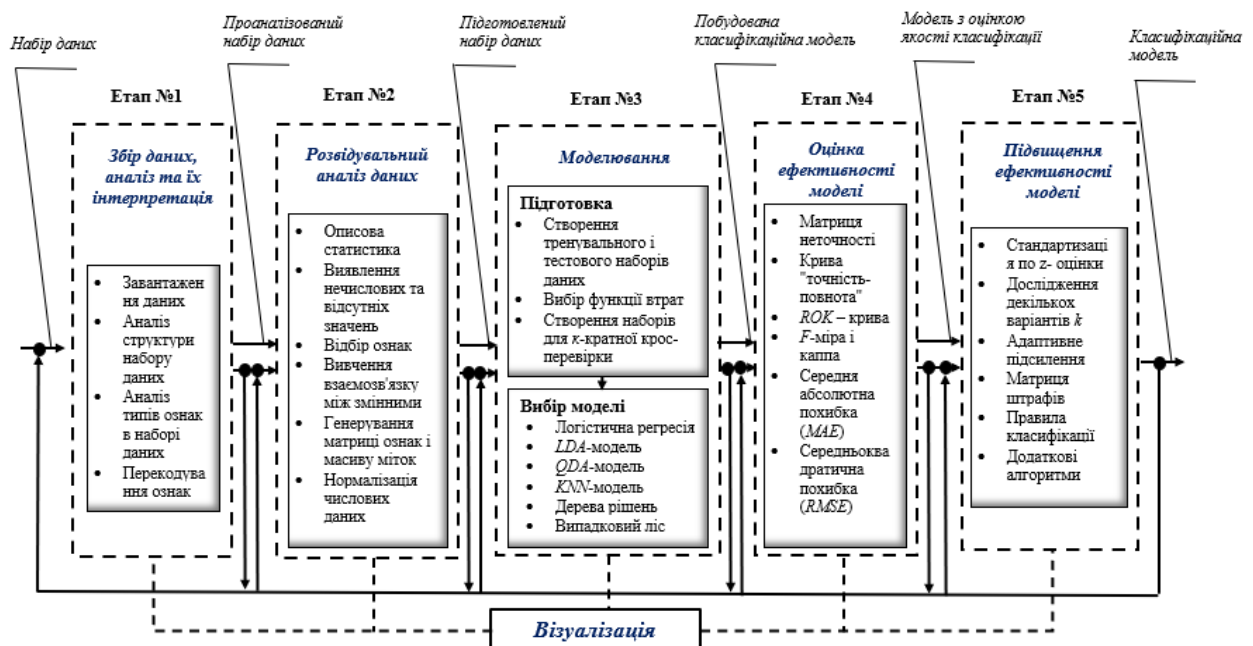 Набір даних
Проаналізований
набір даних
Підготовлений
набір даних
Побудована
класифікаційна модель
Модель з оцінкою
якості класифікації
Класифікаційна
модель
Етап №1
Збір даних,
аналіз та їх
інтерпретація
• Завантажен
ня даних
• Аналіз
структури
набору
даних
• Аналіз
типів ознак
в наборі
даних
• Перекодува
ння ознак
Етап №2
Розвідувальний
аналіз даних
• Описова
статистика
• Виявлення
нечислових та
відсутніх
значень
• Відбір ознак
• Вивчення
взаємозв'язку
між змінними
• Генерування
матриці ознак і
масиву міток
• Нормалізація
числових
даних
Етап №3
Моделювання
Підготовка
• Створення
тренувального і
тестового наборів
даних
• Вибір функції втрат
• Створення наборів
для к-кратної крос-
перевірки
Вибір моделі
• Логістична регресія
• LDA-модель
• QDA-модель
• KNN-модель
• Дерева рішень
• Випадковий ліс
Етап №4
Оцінка
ефективності
моделі
• Матриця
неточності
• Крива
"точність-
повнота"
• ROK – крива
• F-міра і
каппа
• Середня
абсолютна
похибка
(MAE)
• Середньоква
дратична
похибка
(RMSE)
Етап №5
Підвищення
ефективності
моделі
• Стандартизаці
я по z- оцінки
• Дослідження
декількох
варіантів k
• Адаптивне
підсилення
• Матриця
штрафів
• Правила
класифікації
• Додаткові
алгоритми
Візуалізація